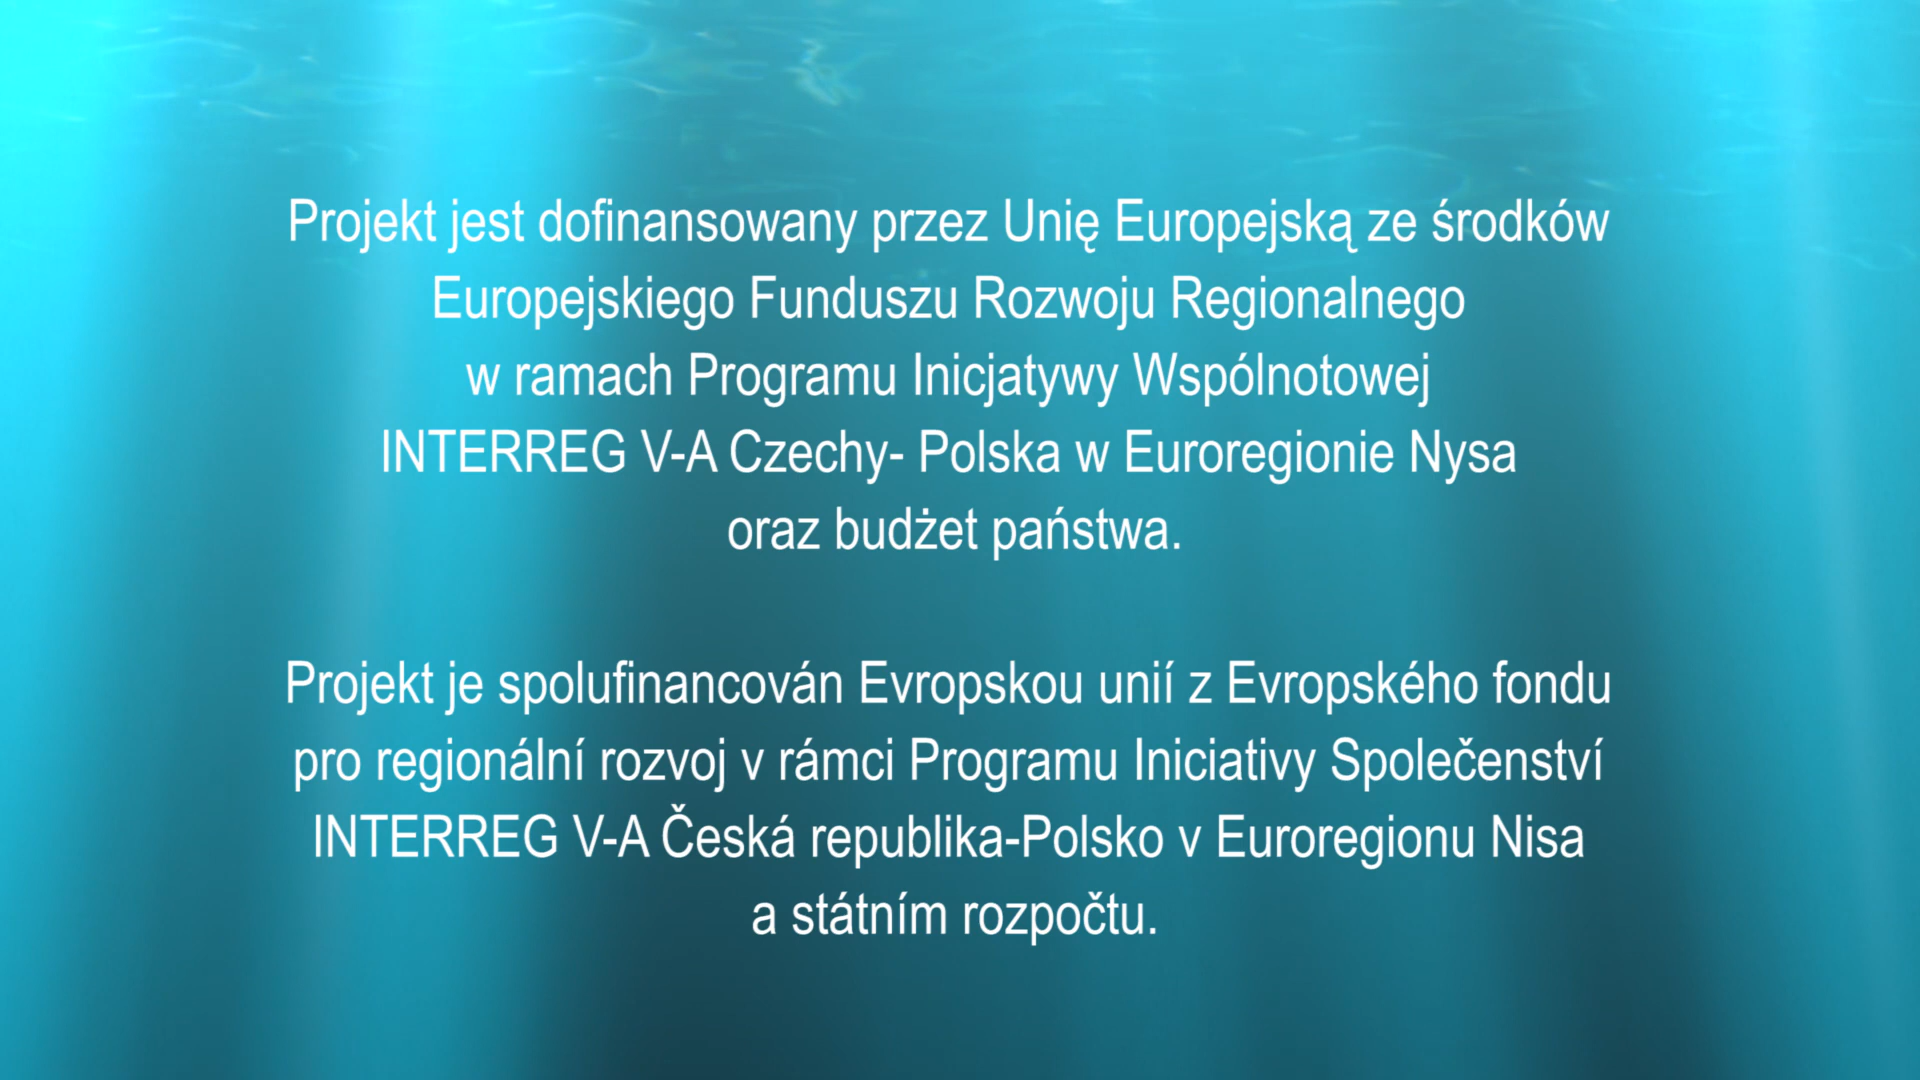 Projekt jest dofinansowany przez Unię Europejską ze środków
Europejskiego Funduszu Rozwoju Regionalnego
w ramach Programu Inicjatywy Wspólnotowej
INTERREG V-A Czechy- Polska w Euroregionie Nysa
oraz budżet państwa.
Projekt je spolufinancován Evropskou unií z Evropského fondu
pro regionální rozvoj v rámci Programu Iniciativy Společenství
INTERREG V-A Česká republika-Polsko v Euroregionu Nisa
a státním rozpočtu.